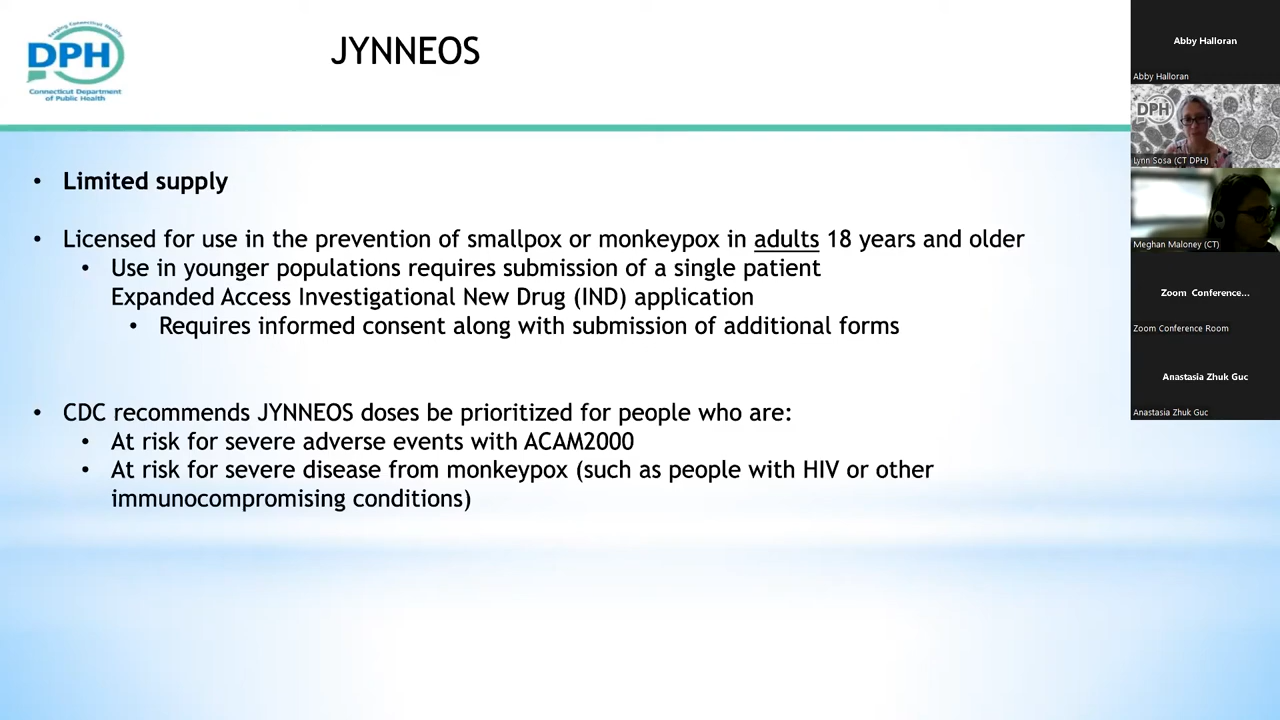 Serving Connecticut Healthy
DPH
Connecticut Department
of Public Health
JYNNEOS
• Limited supply
• Licensed for use in the prevention of smallpox or monkeypox in adults 18 years and older
• Use in younger populations requires submission of a single patient
Expanded Access Investigational New Drug (IND) application
• Requires informed consent along with submission of additional forms
• CDC recommends JYNNEOS doses be prioritized for people who are:
• At risk for severe adverse events with ACAM2000
• At risk for severe disease from monkeypox (such as people with HIV or other
immunocompromising conditions)
Abby Halloran
Abby Halloran
DPH
Lynn Sosa (CT DPH)
Meghan Maloney (CT)
Zoom Conference...
Zoom Conference Room
Anastasia Zhuk Guc
Anastasia Zhuk Guc